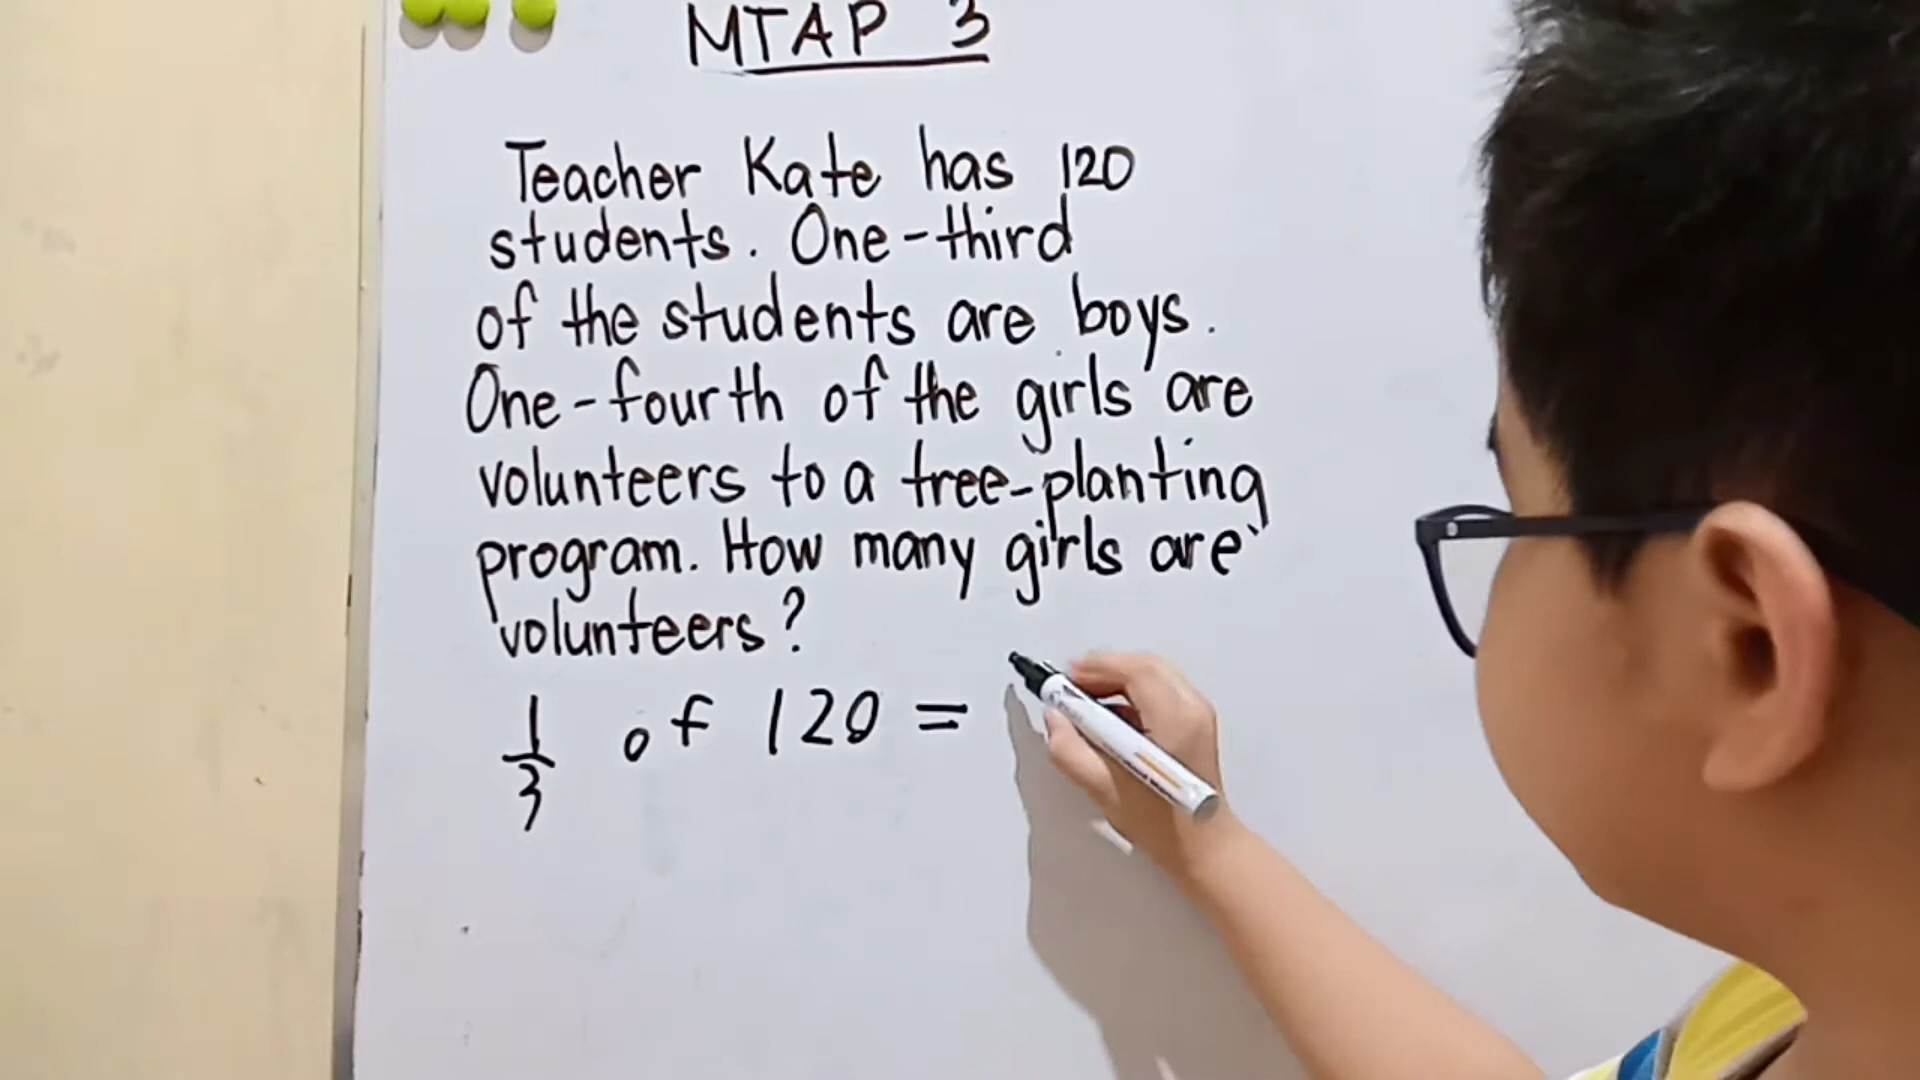 MTAP 3
Teacher Kate has 120
students. One-third
of the students are boys.
One-fourth of the girls are
volunteers to a tree-planting
program. How many girls are
volunteers?
1/3 of 120 =